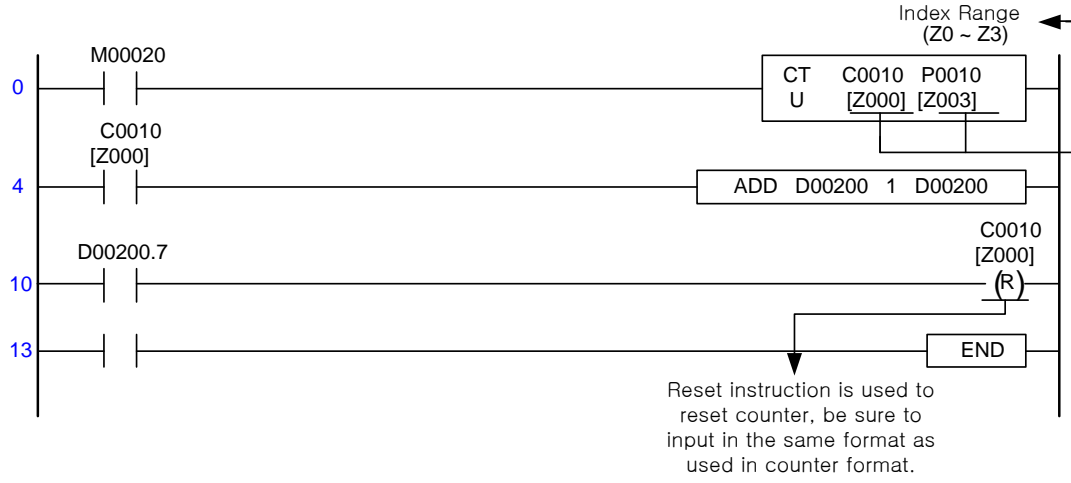 Index Range
(Z0 ~ Z3)
M00020
0
CT C0010 P0010
U [Z000] [Z003]
C0010
[Z000]
4
ADD D00200 1 D00200
C0010
[Z000]
D00200.7
10
(R)
13
END
Reset instruction is used to
reset counter, be sure to
input in the same format as
used in counter format.